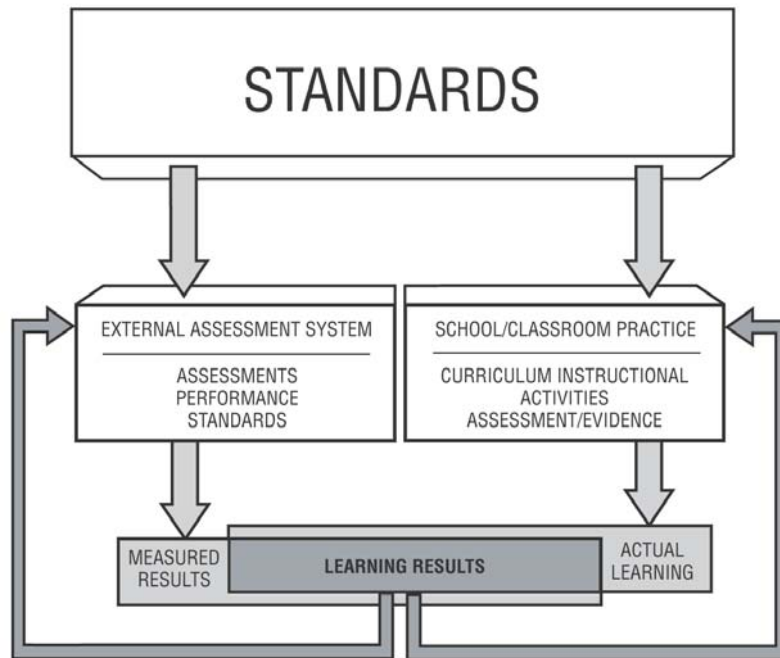 STANDARDS
EXTERNAL ASSESSMENT SYSTEM
ASSESSMENTS
PERFORMANCE
STANDARDS
SCHOOL/CLASSROOM PRACTICE
CURRICULUM INSTRUCTIONAL
ACTIVITIES
ASSESSMENT/EVIDENCE
MEASURED
RESULTS
LEARNING RESULTS
ACTUAL
LEARNING